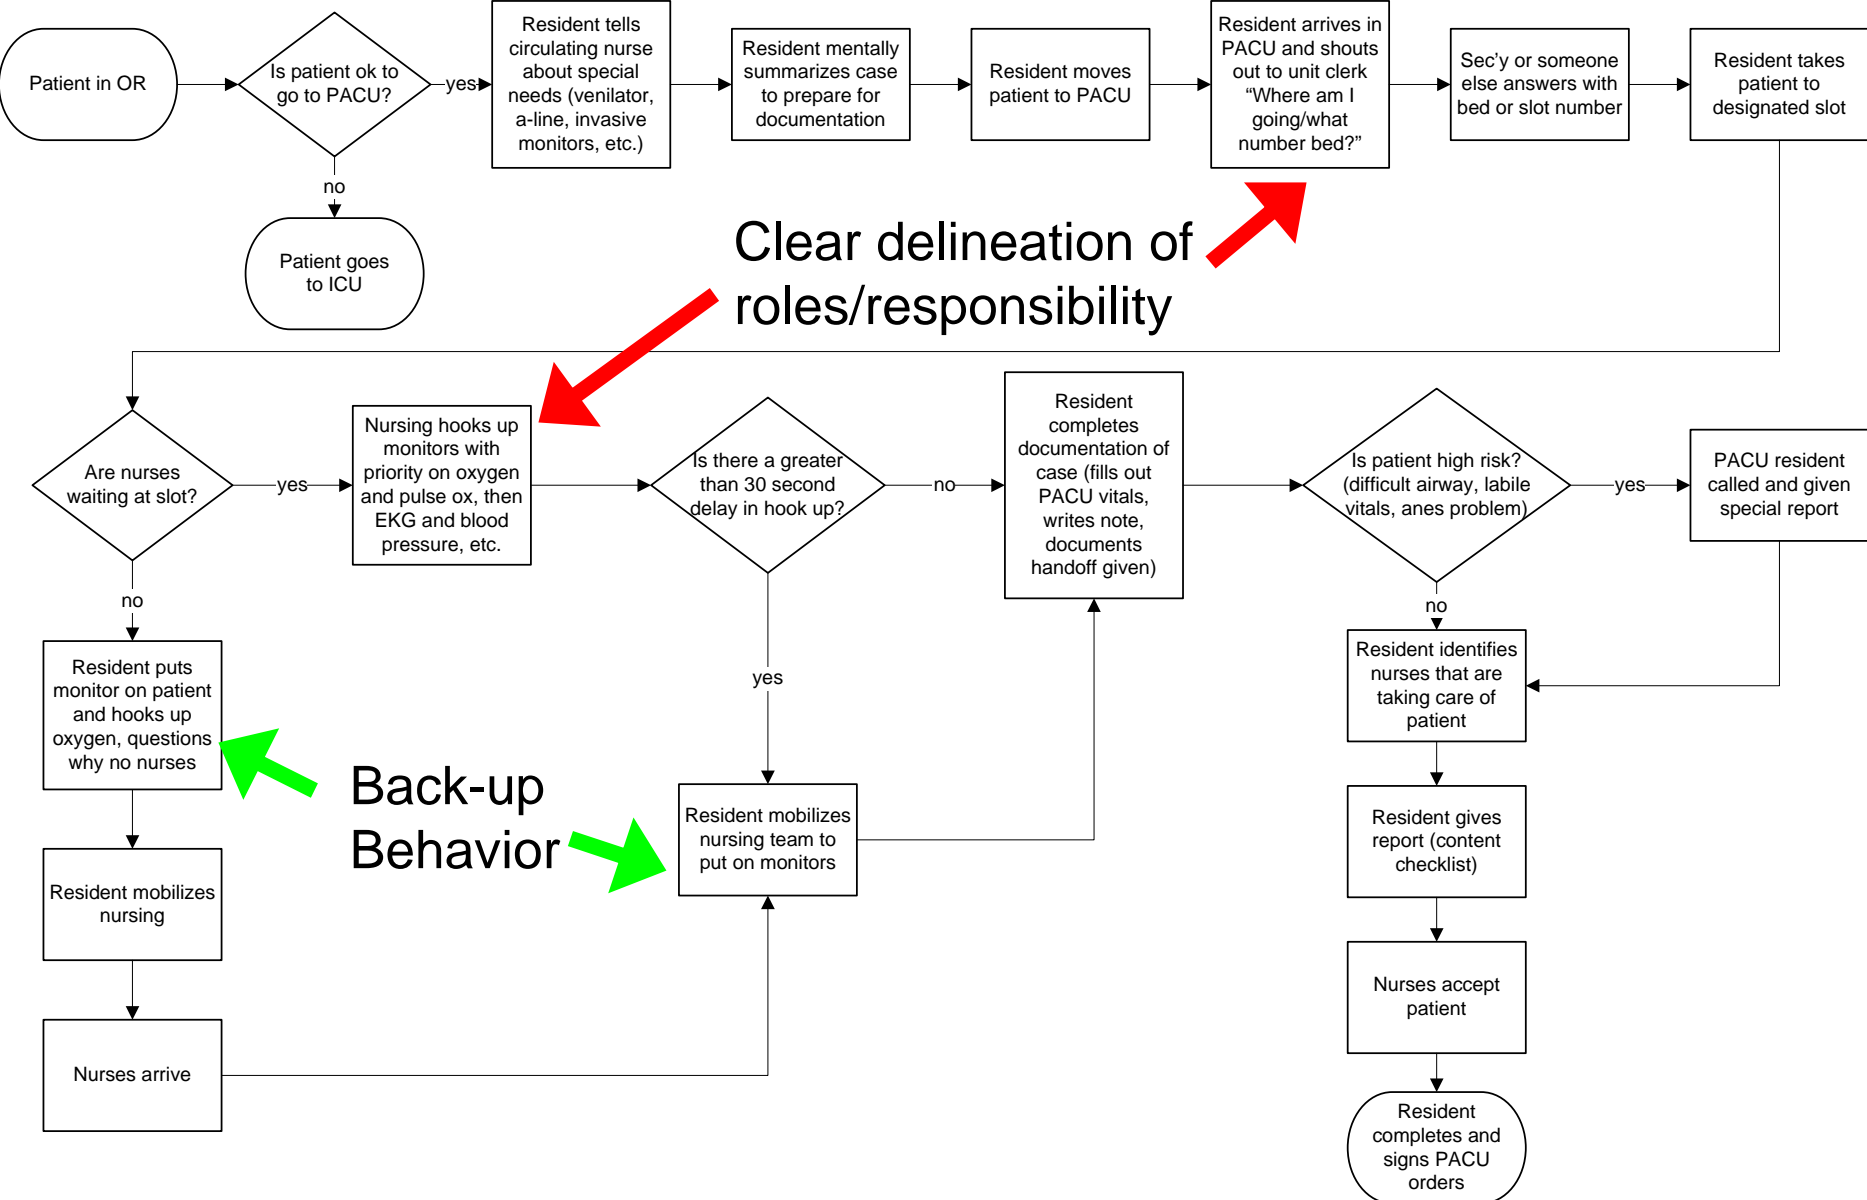 Patient in OR
Is patient ok to
go to PACU?
yes
no
Patient goes
to ICU
Resident tells
circulating nurse
about special
needs (venilator,
a-line, invasive
monitors, etc.)
Resident mentally
summarizes case
to prepare for
documentation
Resident moves
patient to PACU
Resident arrives in
PACU and shouts
out to unit clerk
“Where am I
going/what
number bed?”
Sec’y or someone
else answers with
bed or slot number
Resident takes
patient to
designated slot
Clear delineation of
roles/responsibility
Are nurses
waiting at slot?
yes
no
Nursing hooks up
monitors with
priority on oxygen
and pulse ox, then
EKG and blood
pressure, etc.
Is there a greater
than 30 second
delay in hook up?
no
yes
Resident
completes
documentation of
case (fills out
PACU vitals,
writes note,
documents
handoff given)
Is patient high risk?
(difficult airway, labile
vitals, anes problem)
yes
no
PACU resident
called and given
special report
Resident puts
monitor on patient
and hooks up
oxygen, questions
why no nurses
Back-up
Behavior
Resident mobilizes
nursing team to
put on monitors
Resident mobilizes
nursing
Nurses arrive
Resident identifies
nurses that are
taking care of
patient
Resident gives
report (content
checklist)
Nurses accept
patient
Resident
completes and
signs PACU
orders